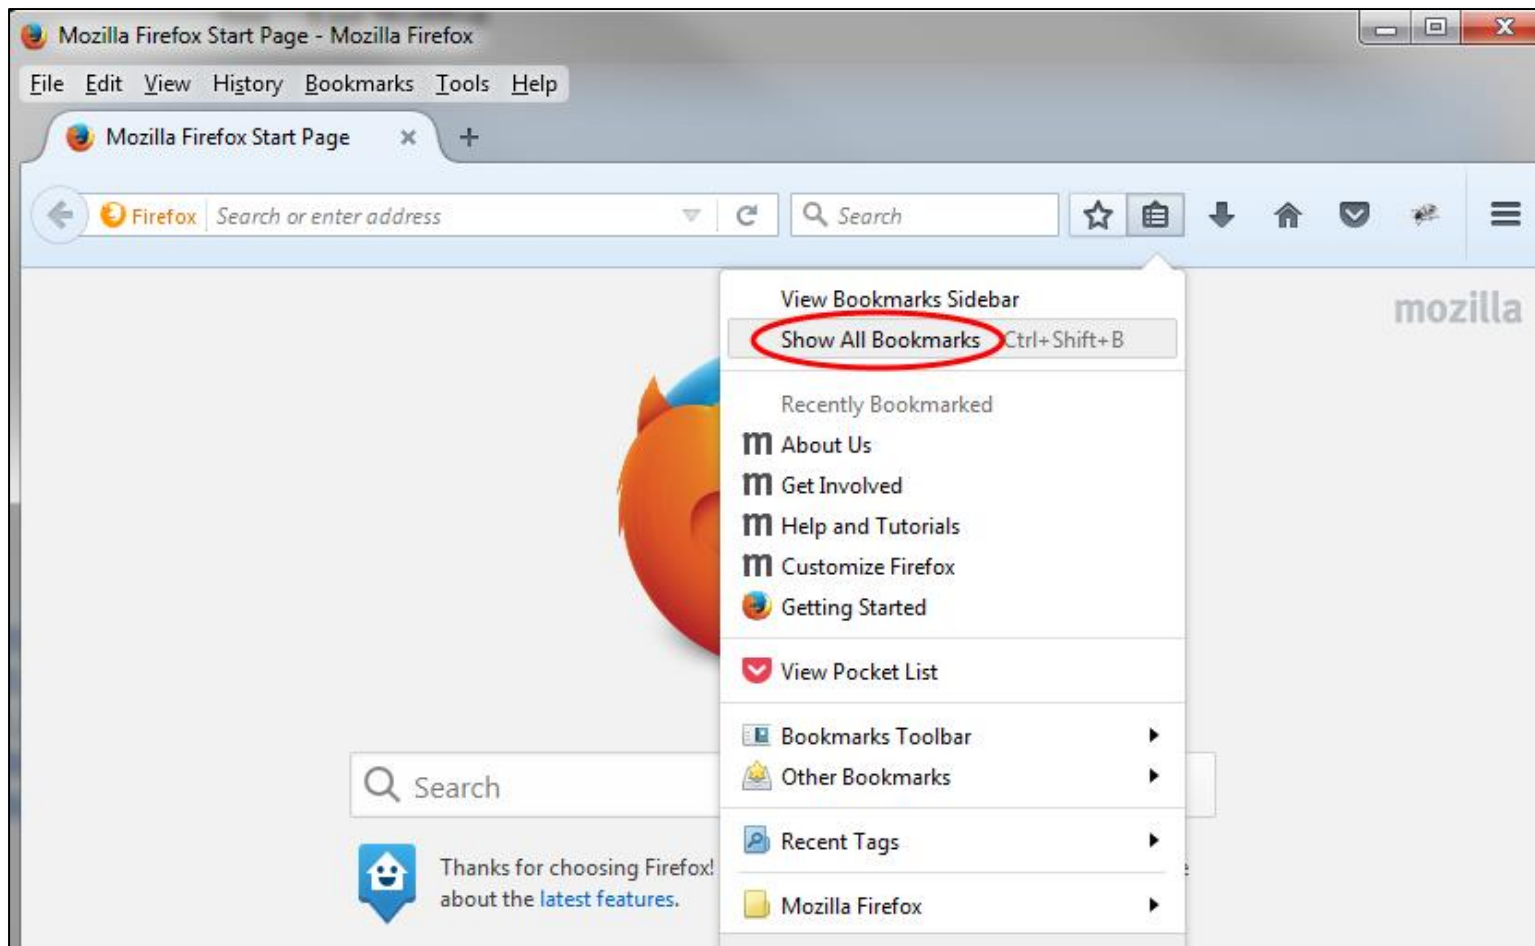 Mozilla Firefox Start Page - Mozilla Firefox
File Edit View History Bookmarks Tools Help
Mozilla Firefox Start Page
Firefox Search or enter address Search
mozilla
View Bookmarks Sidebar
Show All Bookmarks Ctrl+Shift+B
Recently Bookmarked
m About Us
m Get Involved
m Help and Tutorials
m Customize Firefox
Getting Started
View Pocket List
Bookmarks Toolbar
Other Bookmarks
Recent Tags
Mozilla Firefox
Search
Thanks for choosing Firefox!
about the latest features.